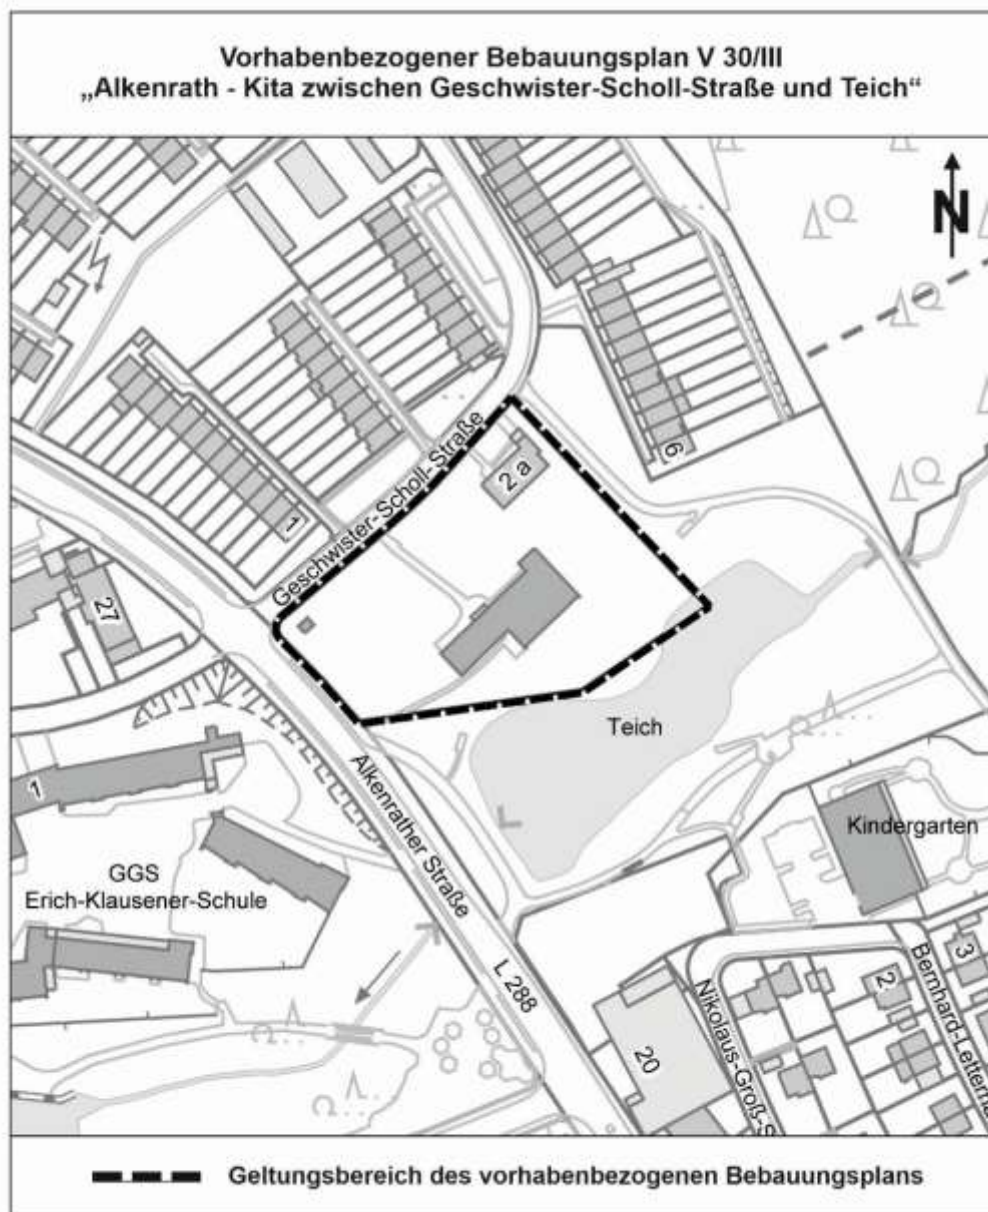 Vorhabenbezogener Bebauungsplan V 30/III
„Alkenrath - Kita zwischen Geschwister-Scholl-Straße und Teich“
N
6
2 a
Geschwister-Scholl-Straße
1
27
Teich
1
Alkenrather Straße
Kindergarten
GGS
Erich-Klausener-Schule
L 288
3
2
20
Nikolaus-Groß-S
Bernhard-Letterha
Geltungsbereich des vorhabenbezogenen Bebauungsplans